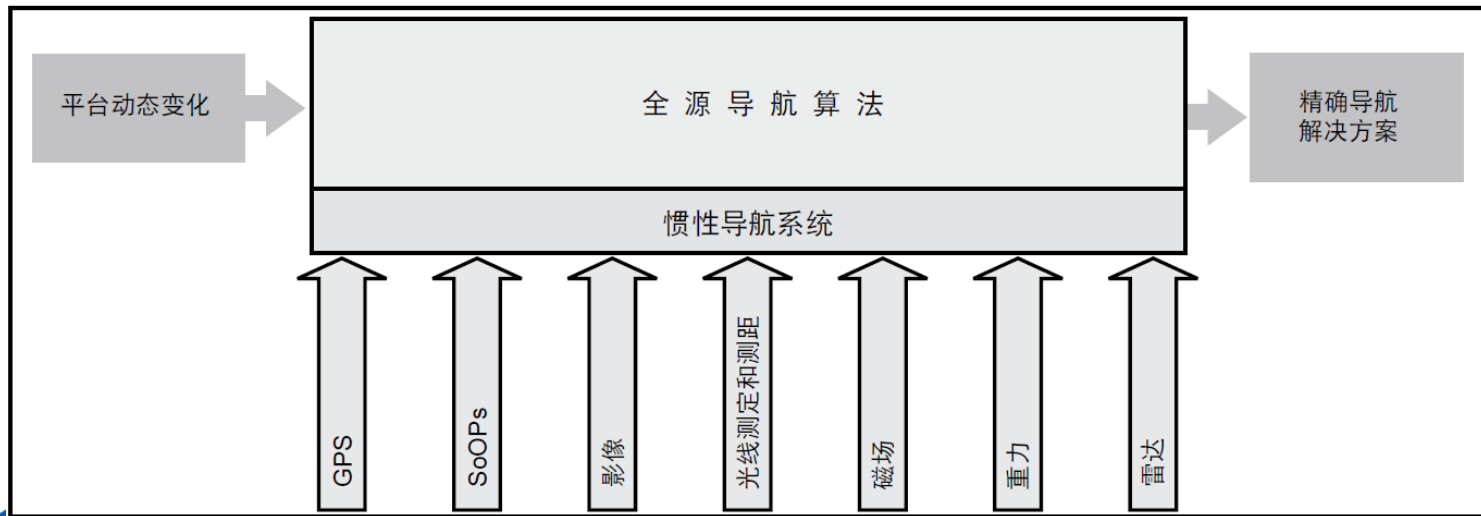 平台动态变化
全源导航算法
精确导航
解决方案
惯性导航系统
GPS
SoOPs
影像
光线测定和测距
磁场
重力
雷达